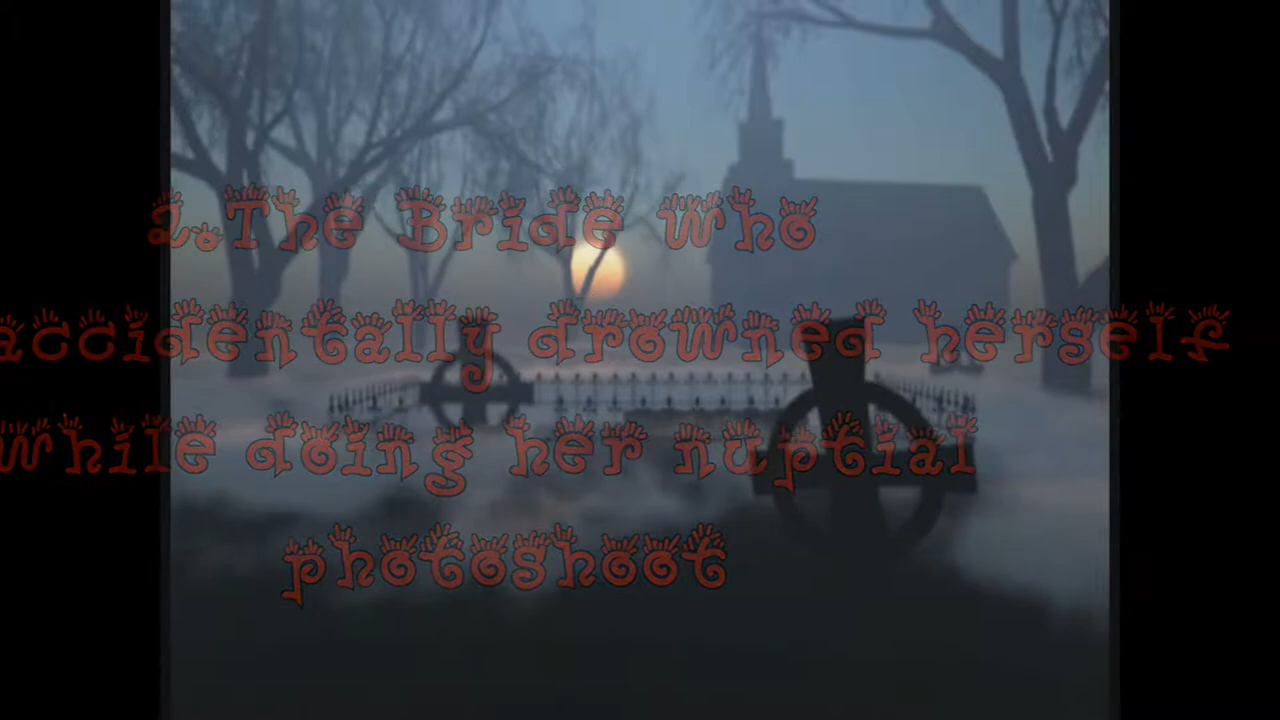 2.The Bride who
accidentally drowned herself
while doing her nuptial
photoshoot